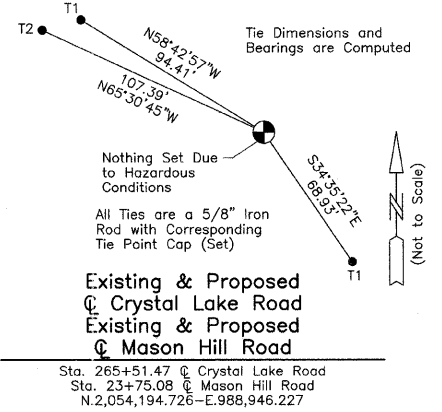 T1
T2
N58°42'57"W
94.41'
107.39'
N65°30'45"W
Tie Dimensions and
Bearings are Computed
Nothing Set Due
to Hazardous
Conditions
S34°35'22"E
68.93'
All Ties are a 5/8" Iron
Rod with Corresponding
Tie Point Cap (Set)
T1
N
(Not to Scale)
Existing & Proposed
℄ Crystal Lake Road
Existing & Proposed
℄ Mason Hill Road
Sta. 265+51.47 ℄ Crystal Lake Road
Sta. 23+75.08 ℄ Mason Hill Road
N.2,054,194.726-E.988,946.227